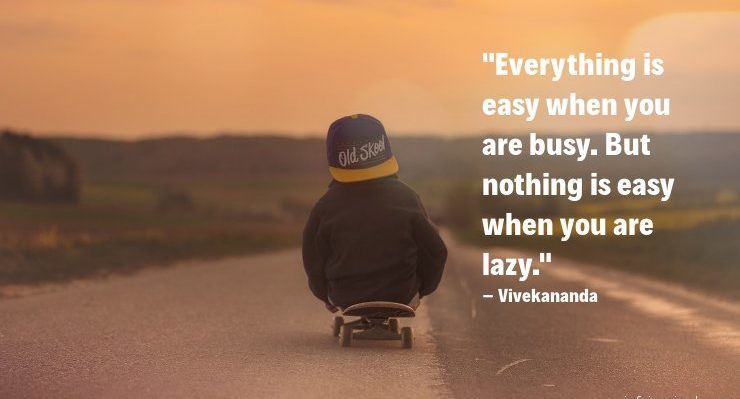 Old Skool
"Everything is
easy when you
are busy. But
nothing is easy
when you are
lazy."
– Vivekananda